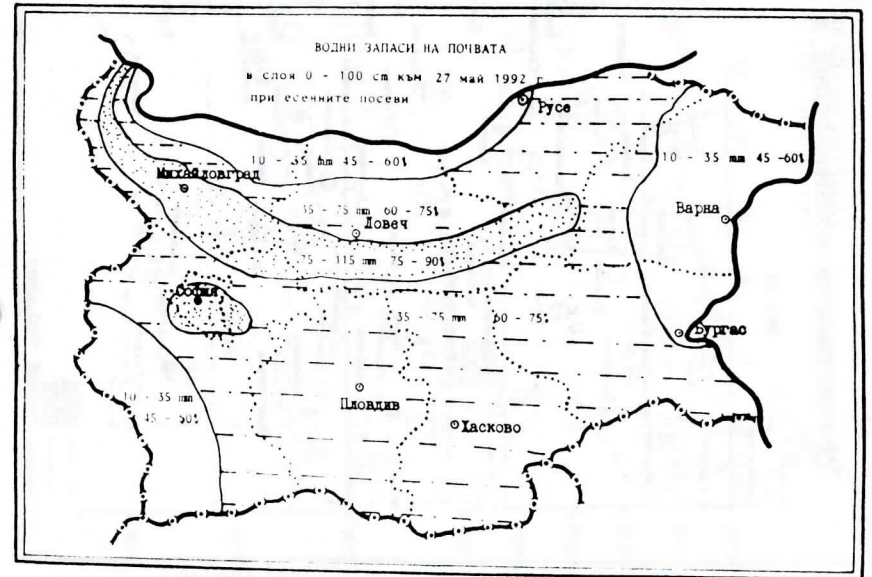 ВОДНИ ЗАПАСИ НА ПОЧВАТА
в слоя 0 - 100 cm към 27 май 1992 г
при есенните посеви
Русе
10 - 35 mm 45 - 60%
10 - 35 mm 45 -60%
Михайловград
35 - 75 mm 60 - 75%
Варна
Ловеч
75 - 115 mm 75 - 90%
София
35 - 75 mm 60 - 75%
Бургас
10 - 35 mm
45 - 60%
Пловдив
Хасково